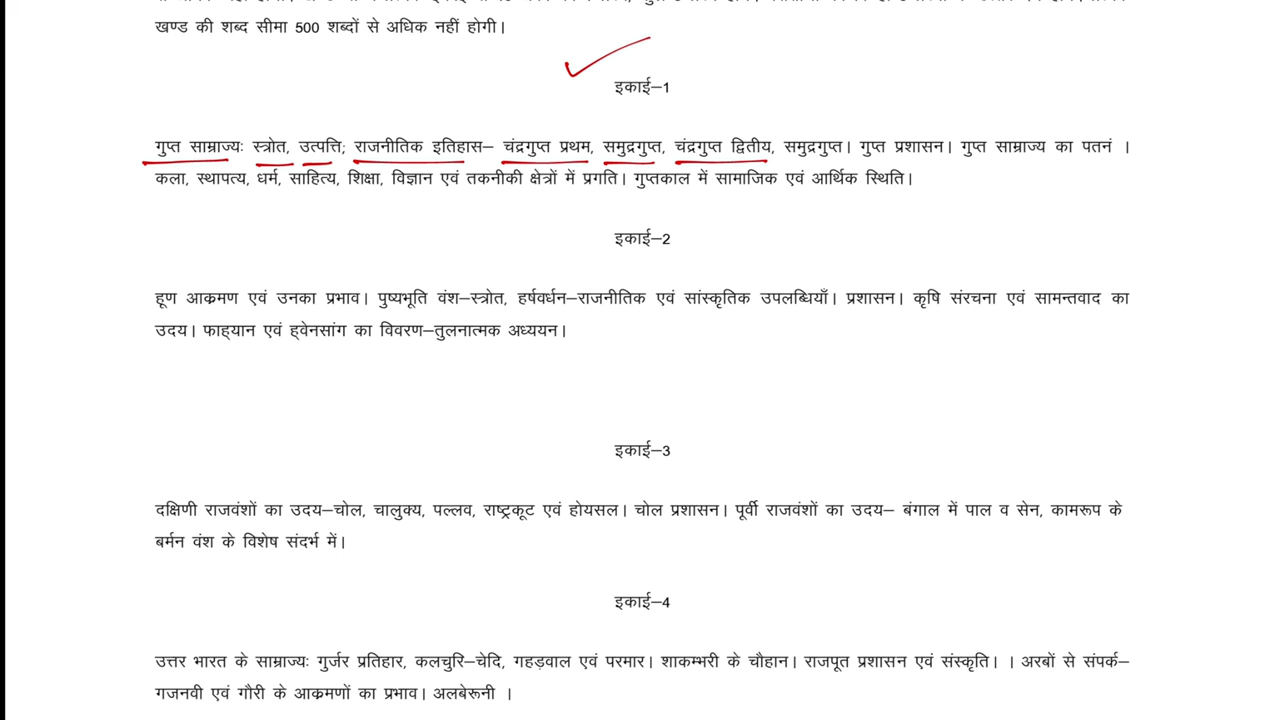 खण्ड की शब्द सीमा 500 शब्दों से अधिक नहीं होगी।
इकाई–1
गुप्त साम्राज्यः स्त्रोत, उत्पत्ति; राजनीतिक इतिहास– चंद्रगुप्त प्रथम, समुद्रगुप्त, चंद्रगुप्त द्वितीय, समुद्रगुप्त। गुप्त प्रशासन। गुप्त साम्राज्य का पतनं ।
कला, स्थापत्य, धर्म, साहित्य, शिक्षा, विज्ञान एवं तकनीकी क्षेत्रों में प्रगति। गुप्तकाल में सामाजिक एवं आर्थिक स्थिति।
इकाई–2
हूण आक्रमण एवं उनका प्रभाव। पुष्यभूति वंश–स्त्रोत, हर्षवर्धन–राजनीतिक एवं सांस्कृतिक उपलब्धियाँ। प्रशासन। कृषि संरचना एवं सामन्तवाद का
उदय। फाह्यान एवं ह्वेनसांग का विवरण–तुलनात्मक अध्ययन।
इकाई–3
दक्षिणी राजवंशों का उदय–चोल, चालुक्य, पल्लव, राष्ट्रकूट एवं होयसल। चोल प्रशासन। पूर्वी राजवंशों का उदय– बंगाल में पाल व सेन, कामरूप के
बर्मन वंश के विशेष संदर्भ में।
इकाई–4
उत्तर भारत के साम्राज्यः गुर्जर प्रतिहार, कलचुरि–चेदि, गहड़वाल एवं परमार। शाकम्भरी के चौहान। राजपूत प्रशासन एवं संस्कृति। । अरबों से संपर्क–
गजनवी एवं गौरी के आक्रमणों का प्रभाव। अलबेरूनी ।